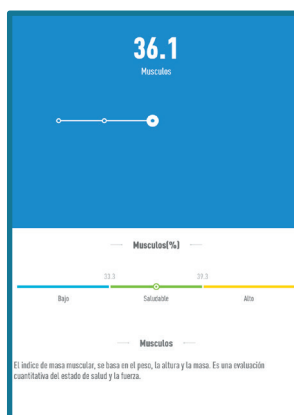 36.1
Musculos
Musculos(%)
33.3 39.3
Bajo Saludable Alto
Musculos
El indice de masa muscular, se basa en el peso, la altura y la masa. Es una evaluación
cuantitativa del estado de salud y la fuerza.